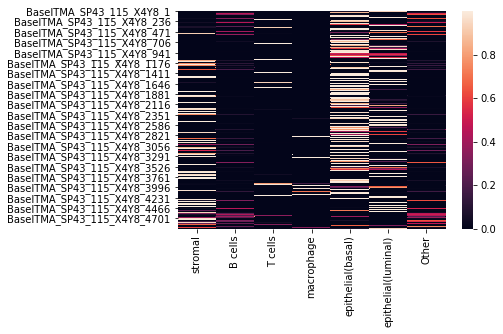 BaselTMA_SP43_115_X4Y8_1
BaselTMA_SP43_115_X4Y8_236
BaselTMA_SP43_115_X4Y8_471
BaselTMA_SP43_115_X4Y8_706
BaselTMA_SP43_115_X4Y8_941
BaselTMA_SP43_115_X4Y8_1176
BaselTMA_SP43_115_X4Y8_1411
BaselTMA_SP43_115_X4Y8_1646
BaselTMA_SP43_115_X4Y8_1881
BaselTMA_SP43_115_X4Y8_2116
BaselTMA_SP43_115_X4Y8_2351
BaselTMA_SP43_115_X4Y8_2586
BaselTMA_SP43_115_X4Y8_2821
BaselTMA_SP43_115_X4Y8_3056
BaselTMA_SP43_115_X4Y8_3291
BaselTMA_SP43_115_X4Y8_3526
BaselTMA_SP43_115_X4Y8_3761
BaselTMA_SP43_115_X4Y8_3996
BaselTMA_SP43_115_X4Y8_4231
BaselTMA_SP43_115_X4Y8_4466
BaselTMA_SP43_115_X4Y8_4701
stromal
B cells
T cells
macrophage
epithelial(basal)
epithelial(luminal)
Other
0.8
0.6
0.4
0.2
0.0